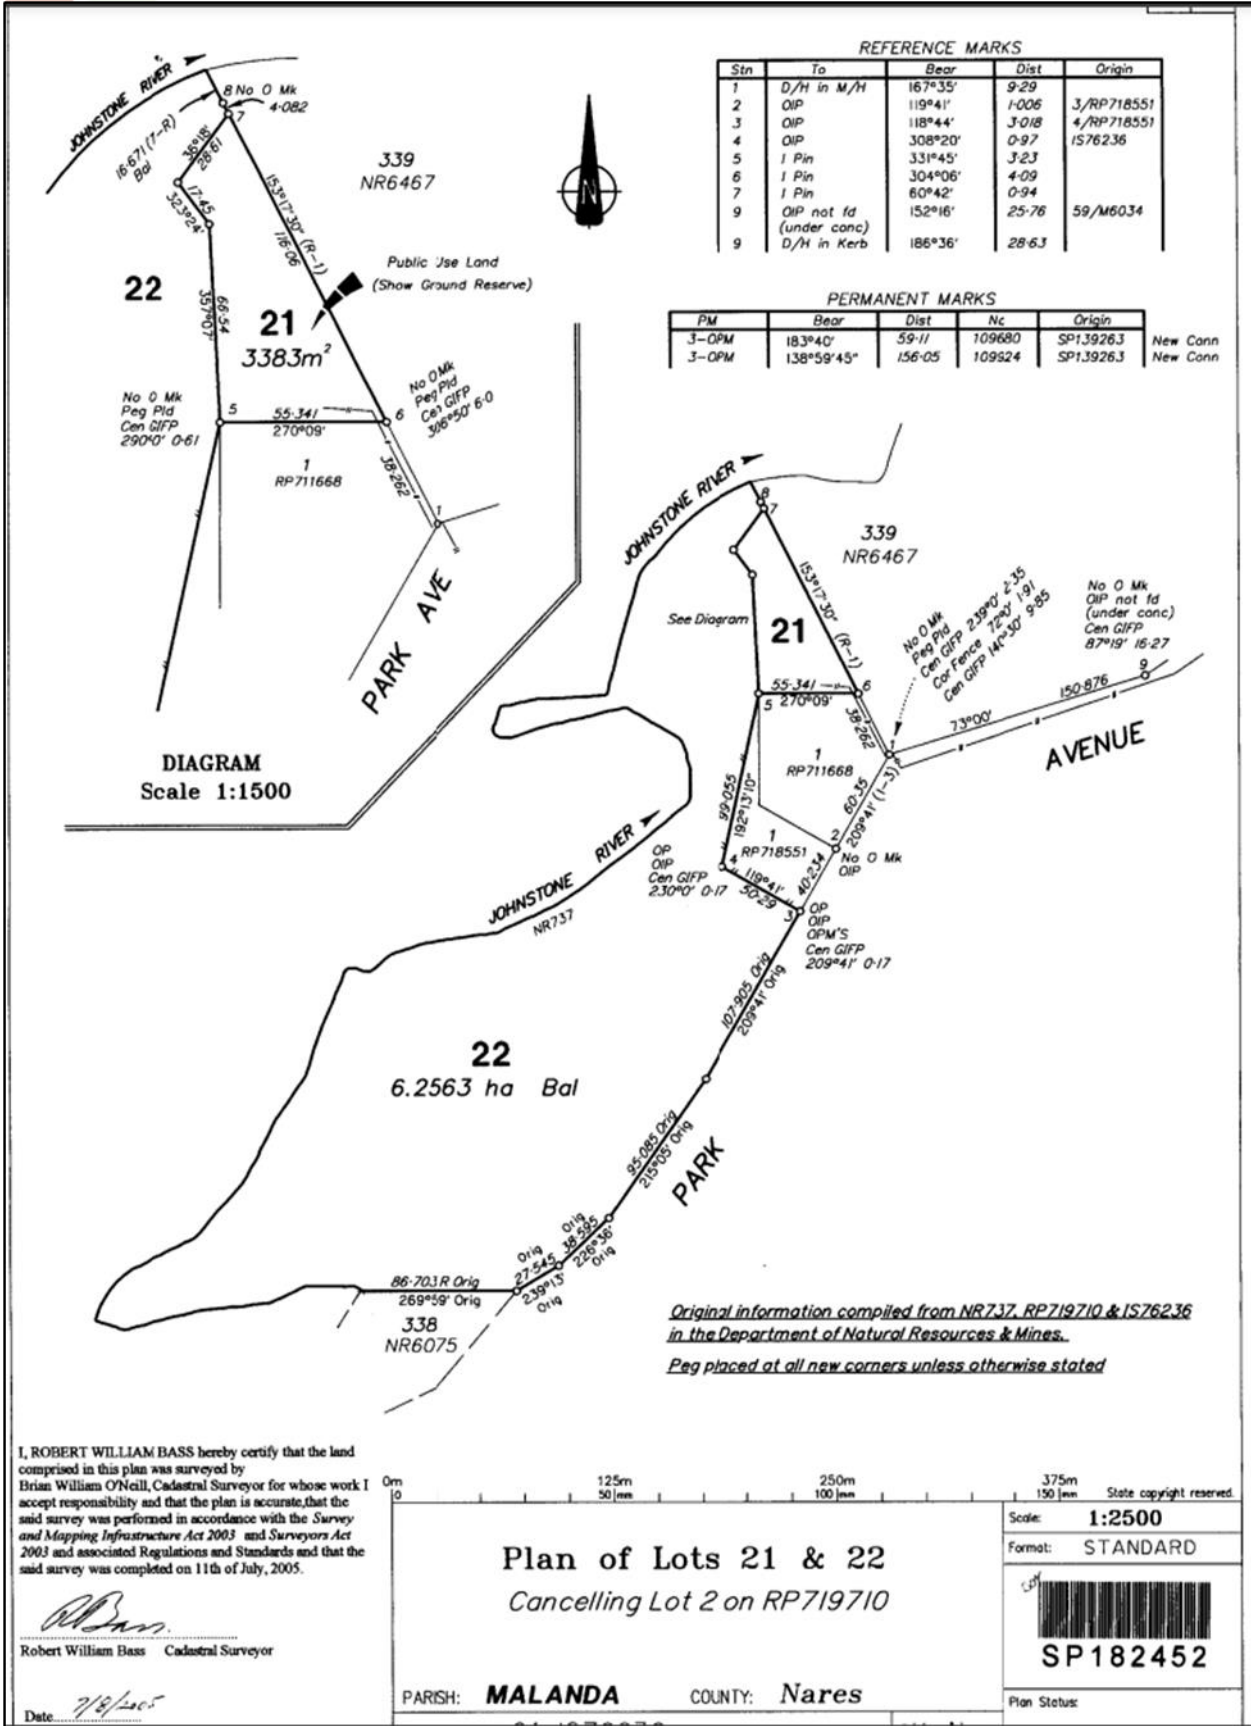 REFERENCE MARKS
Stn To Bear Dist Origin
1 D/H in M/H 167°35' 9·29
2 OIP 119°41' 1·006 3/RP718551
3 OIP 118°44' 3·018 4/RP718551
4 OIP 308°20' 0·97 IS76236
5 I Pin 331°45' 3·23
6 I Pin 304°06' 4·09
7 I Pin 60°42' 0·94
9 OIP not fd 152°16' 25·76 59/M6034
(under conc)
9 D/H in Kerb 186°36' 28·63
PERMANENT MARKS
PM Bear Dist No Origin
3-OPM 183°40' 59·11 109680 SP139263 New Conn
3-OPM 138°59'45" 156·05 109924 SP139263 New Conn
JOHNSTONE RIVER
8 No O Mk
4·082
7
16·671 (7-R)
Bal
35°18'
28·61
17·45
323°24'
339
NR6467
N
153°17'30" (R-1)
116·06
Public Use Land
(Show Ground Reserve)
22
66·54
357°07'
21
3383m²
No O Mk
Peg Pld
Cen GIFP
290°0' 0·61
5
55·341
270°09'
6
No O Mk
Peg Pld
Cen GIFP
306°50' 6·0
1
RP711668
38·262
1
PARK AVE
DIAGRAM
Scale 1:1500
JOHNSTONE RIVER
8
7
339
NR6467
See Diagram
21
153°17'30" (R-1)
No O Mk
Peg Pld
Cen GIFP 239°0' 2·35
Cor Fence 72°0' 1·91
Cen GIFP 140°30' 9·85
No O Mk
OIP not fd
(under conc)
Cen GIFP
87°19' 16·27
9
55·341
270°09'
5
6
38·262
150·876
73°00'
1
AVENUE
1
RP711668
99·055
192°13'10"
60·35
209°41' (1-3)
1
RP718551
2
No O Mk
OIP
OP
OIP
Cen GIFP
230°0' 0·17
4
119°41'
50·29
40·234
3
OP
OIP
OPM'S
Cen GIFP
209°41' 0·17
JOHNSTONE RIVER
NR737
107·905 Orig
209°41' Orig
22
6.2563 ha Bal
95·085 Orig
215°05' Orig
PARK
Orig
38·595
226°36'
Orig
Orig
27·545
239°13'
Orig
86·703 R Orig
269°59' Orig
338
NR6075
Original information compiled from NR737, RP719710 & IS76236
in the Department of Natural Resources & Mines.
Peg placed at all new corners unless otherwise stated
I, ROBERT WILLIAM BASS hereby certify that the land
comprised in this plan was surveyed by
Brian William O'Neill, Cadastral Surveyor for whose work I
accept responsibility and that the plan is accurate,that the
said survey was performed in accordance with the Survey
and Mapping Infrastructure Act 2003 and Surveyors Act
2003 and associated Regulations and Standards and that the
said survey was completed on 11th of July, 2005.
Robert William Bass Cadastral Surveyor
Date 7/8/2005
0m 125m 250m 375m
0 50 mm 100 mm 150 mm State copyright reserved.
Plan of Lots 21 & 22
Cancelling Lot 2 on RP719710
PARISH: MALANDA COUNTY: Nares
Scale: 1:2500
Format: STANDARD
SP182452
Plan Status: